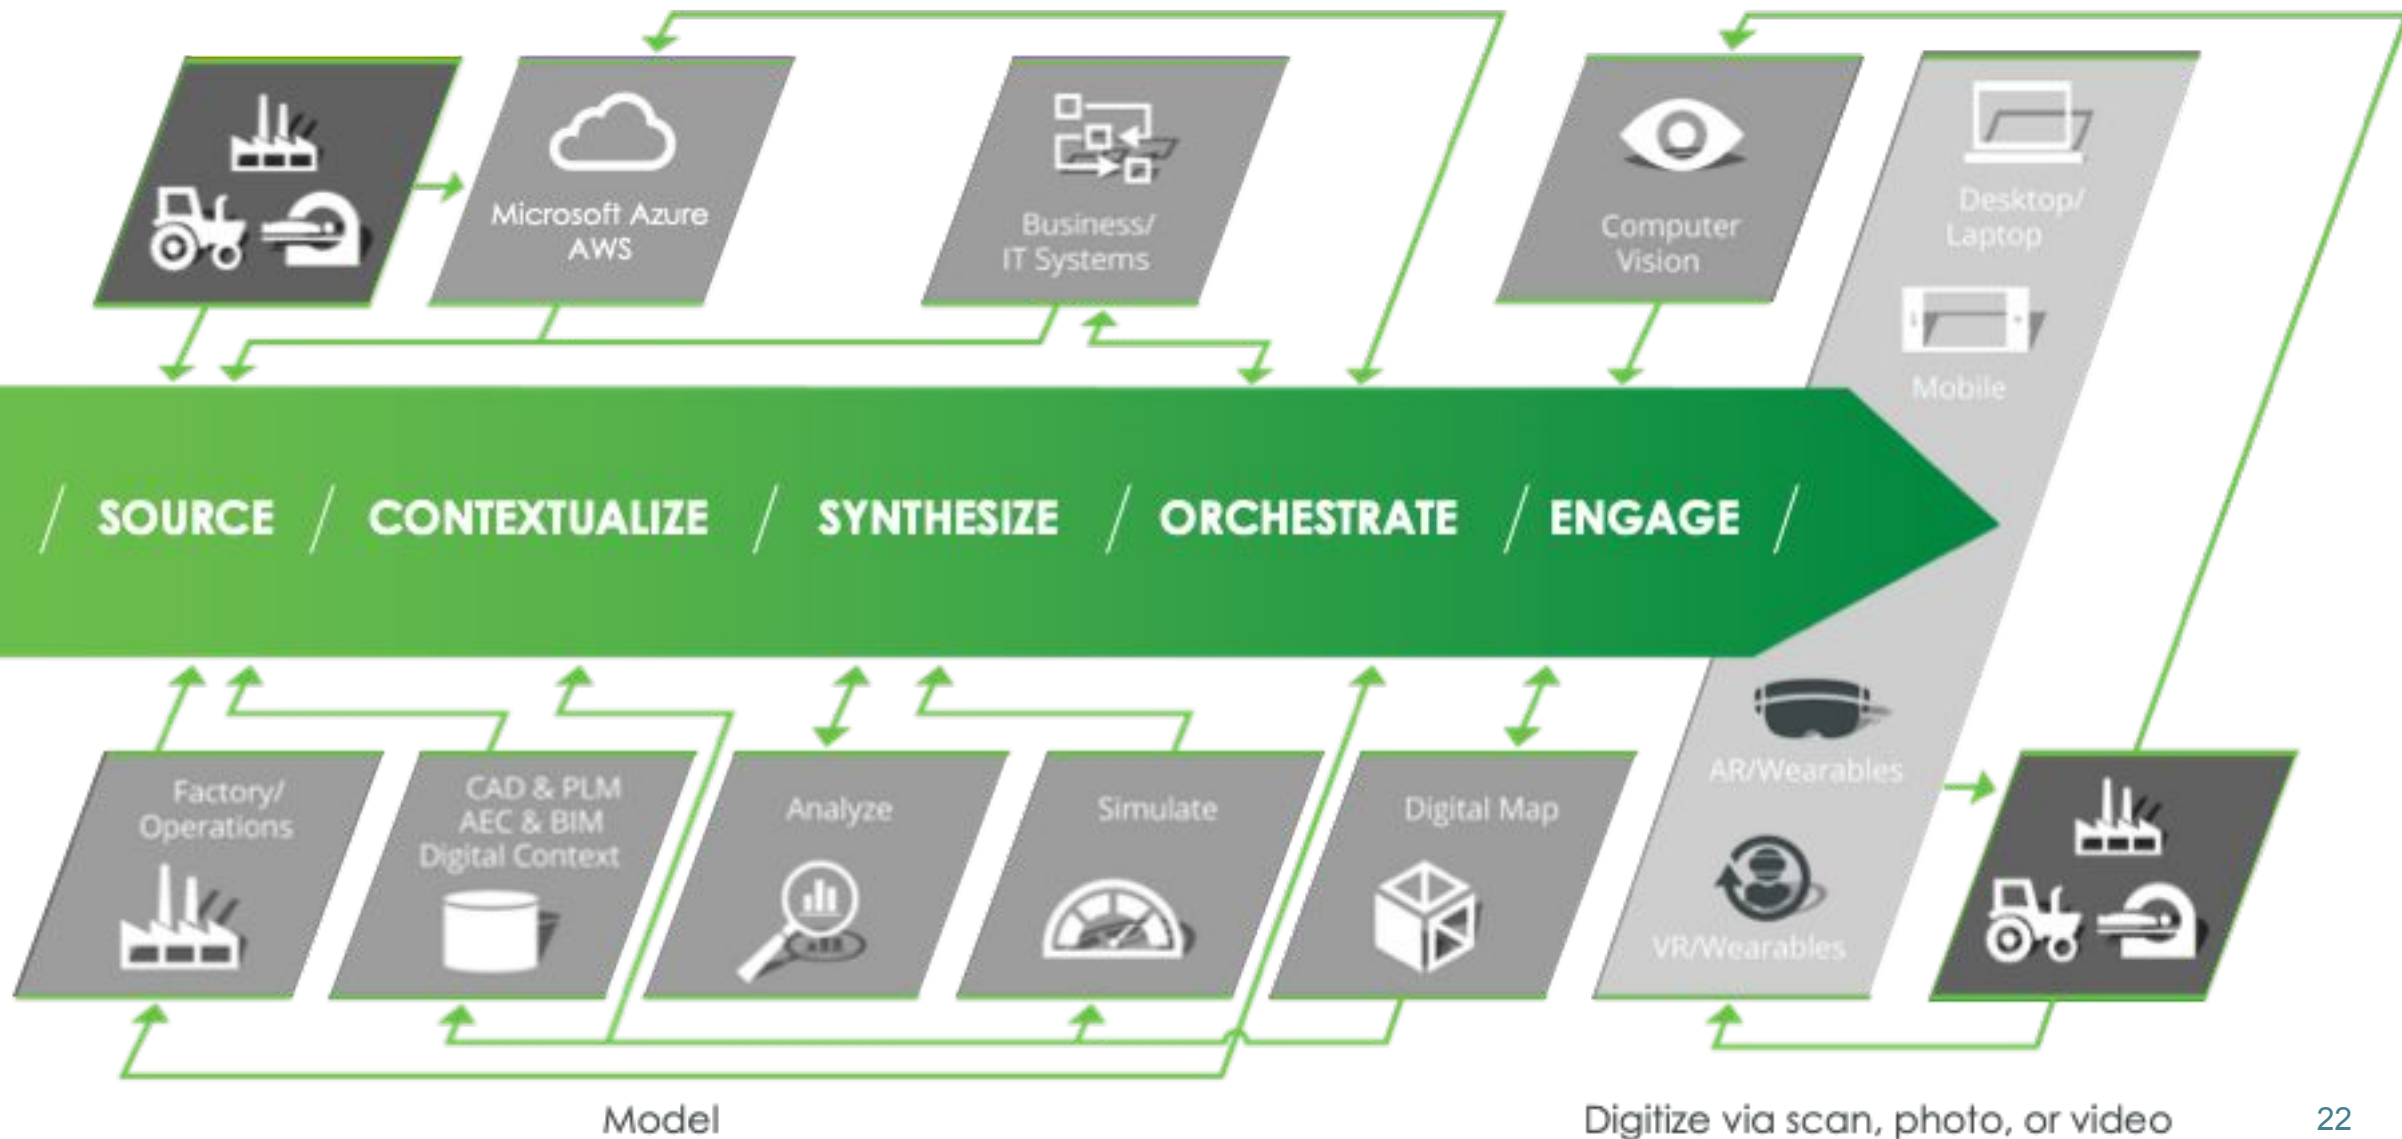 Microsoft Azure
AWS
Business/
IT Systems
Computer
Vision
Desktop/
Laptop
Mobile
/ SOURCE / CONTEXTUALIZE / SYNTHESIZE / ORCHESTRATE / ENGAGE /
Factory/
Operations
CAD & PLM
AEC & BIM
Digital Context
Analyze
Simulate
Digital Map
AR/Wearables
VR/Wearables
Model
Digitize via scan, photo, or video
22